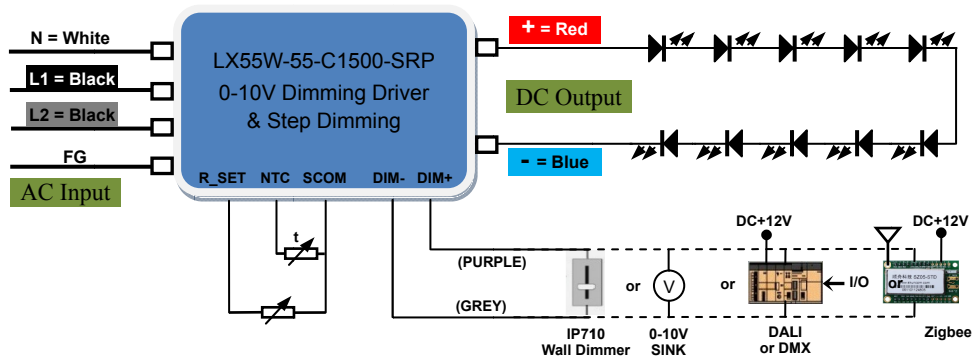 N = White
L1 = Black
L2 = Black
FG
AC Input
LX55W-55-C1500-SRP
0-10V Dimming Driver
& Step Dimming
R_SET NTC SCOM DIM- DIM+
+ = Red
DC Output
- = Blue
t
(PURPLE)
(GREY)
or
V
or
DC+12V
I/O
or
DC+12V
IP710
Wall Dimmer
0-10V
SINK
DALI
or DMX
Zigbee